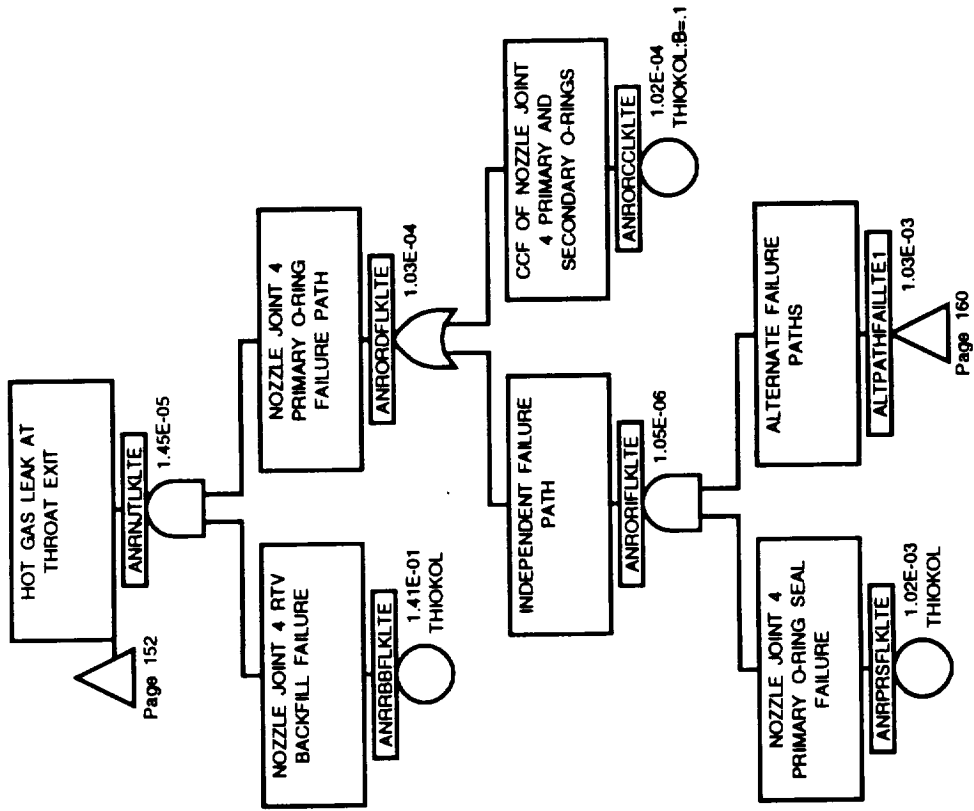 HOT GAS LEAK AT
THROAT EXIT
ANRNJTLKLTE
1.45E-05
Page 152
NOZZLE JOINT 4 RTV
BACKFILL FAILURE
ANRRBBFLKLTE
1.41E-01
THIOKOL
NOZZLE JOINT 4
PRIMARY O-RING
FAILURE PATH
ANRORDFLKLTE
1.03E-04
INDEPENDENT FAILURE
PATH
ANRORIFLKLTE
1.05E-06
CCF OF NOZZLE JOINT
4 PRIMARY AND
SECONDARY O-RINGS
ANRORCCLKLTE
1.02E-04
THIOKOL:B=.1
NOZZLE JOINT 4
PRIMARY O-RING SEAL
FAILURE
ANRPRSFLKLTE
1.02E-03
THIOKOL
ALTERNATE FAILURE
PATHS
ALTPATHFAILLTE1
1.03E-03
Page 160